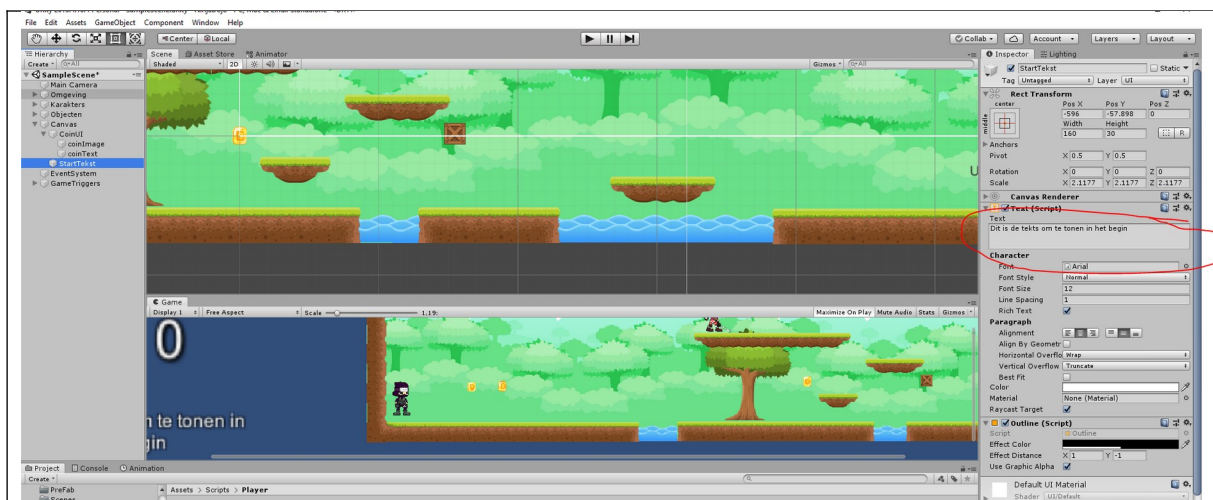 File Edit Assets GameObject Component Window Help
Center Local
Collab Account Layers Layout
Hierarchy
Create All
SampleScene*
Main Camera
Omgeving
Karakters
Objecten
Canvas
CoinUI
coinImage
coinText
StartTekst
EventSystem
GameTriggers
Scene Asset Store Animator
Shaded 2D Gizmos All
Game
Display 1 Free Aspect Scale 1.19: Maximize On Play Mute Audio Stats Gizmos
0
te tonen in
gin
Inspector Lighting
StartTekst Static
Tag Untagged Layer UI
Rect Transform
center Pos X Pos Y Pos Z
middle -596 -57.898 0
Width Height
160 30 R
Anchors
Pivot X 0.5 Y 0.5
Rotation X 0 Y 0 Z 0
Scale X 2.1177 Y 2.1177 Z 2.1177
Canvas Renderer
Text (Script)
Text
Dit is de tekts om te tonen in het begin
Character
Font Arial
Font Style Normal
Font Size 12
Line Spacing 1
Rich Text
Paragraph
Alignment
Align By Geometr
Horizontal Overflo Wrap
Vertical Overflow Truncate
Best Fit
Color
Material None (Material)
Raycast Target
Outline (Script)
Script Outline
Effect Color
Effect Distance X 1 Y -1
Use Graphic Alpha
Default UI Material
Shader UI/Default
Project Console Animation
Create
PreFab
Scenes
Assets > Scripts > Player